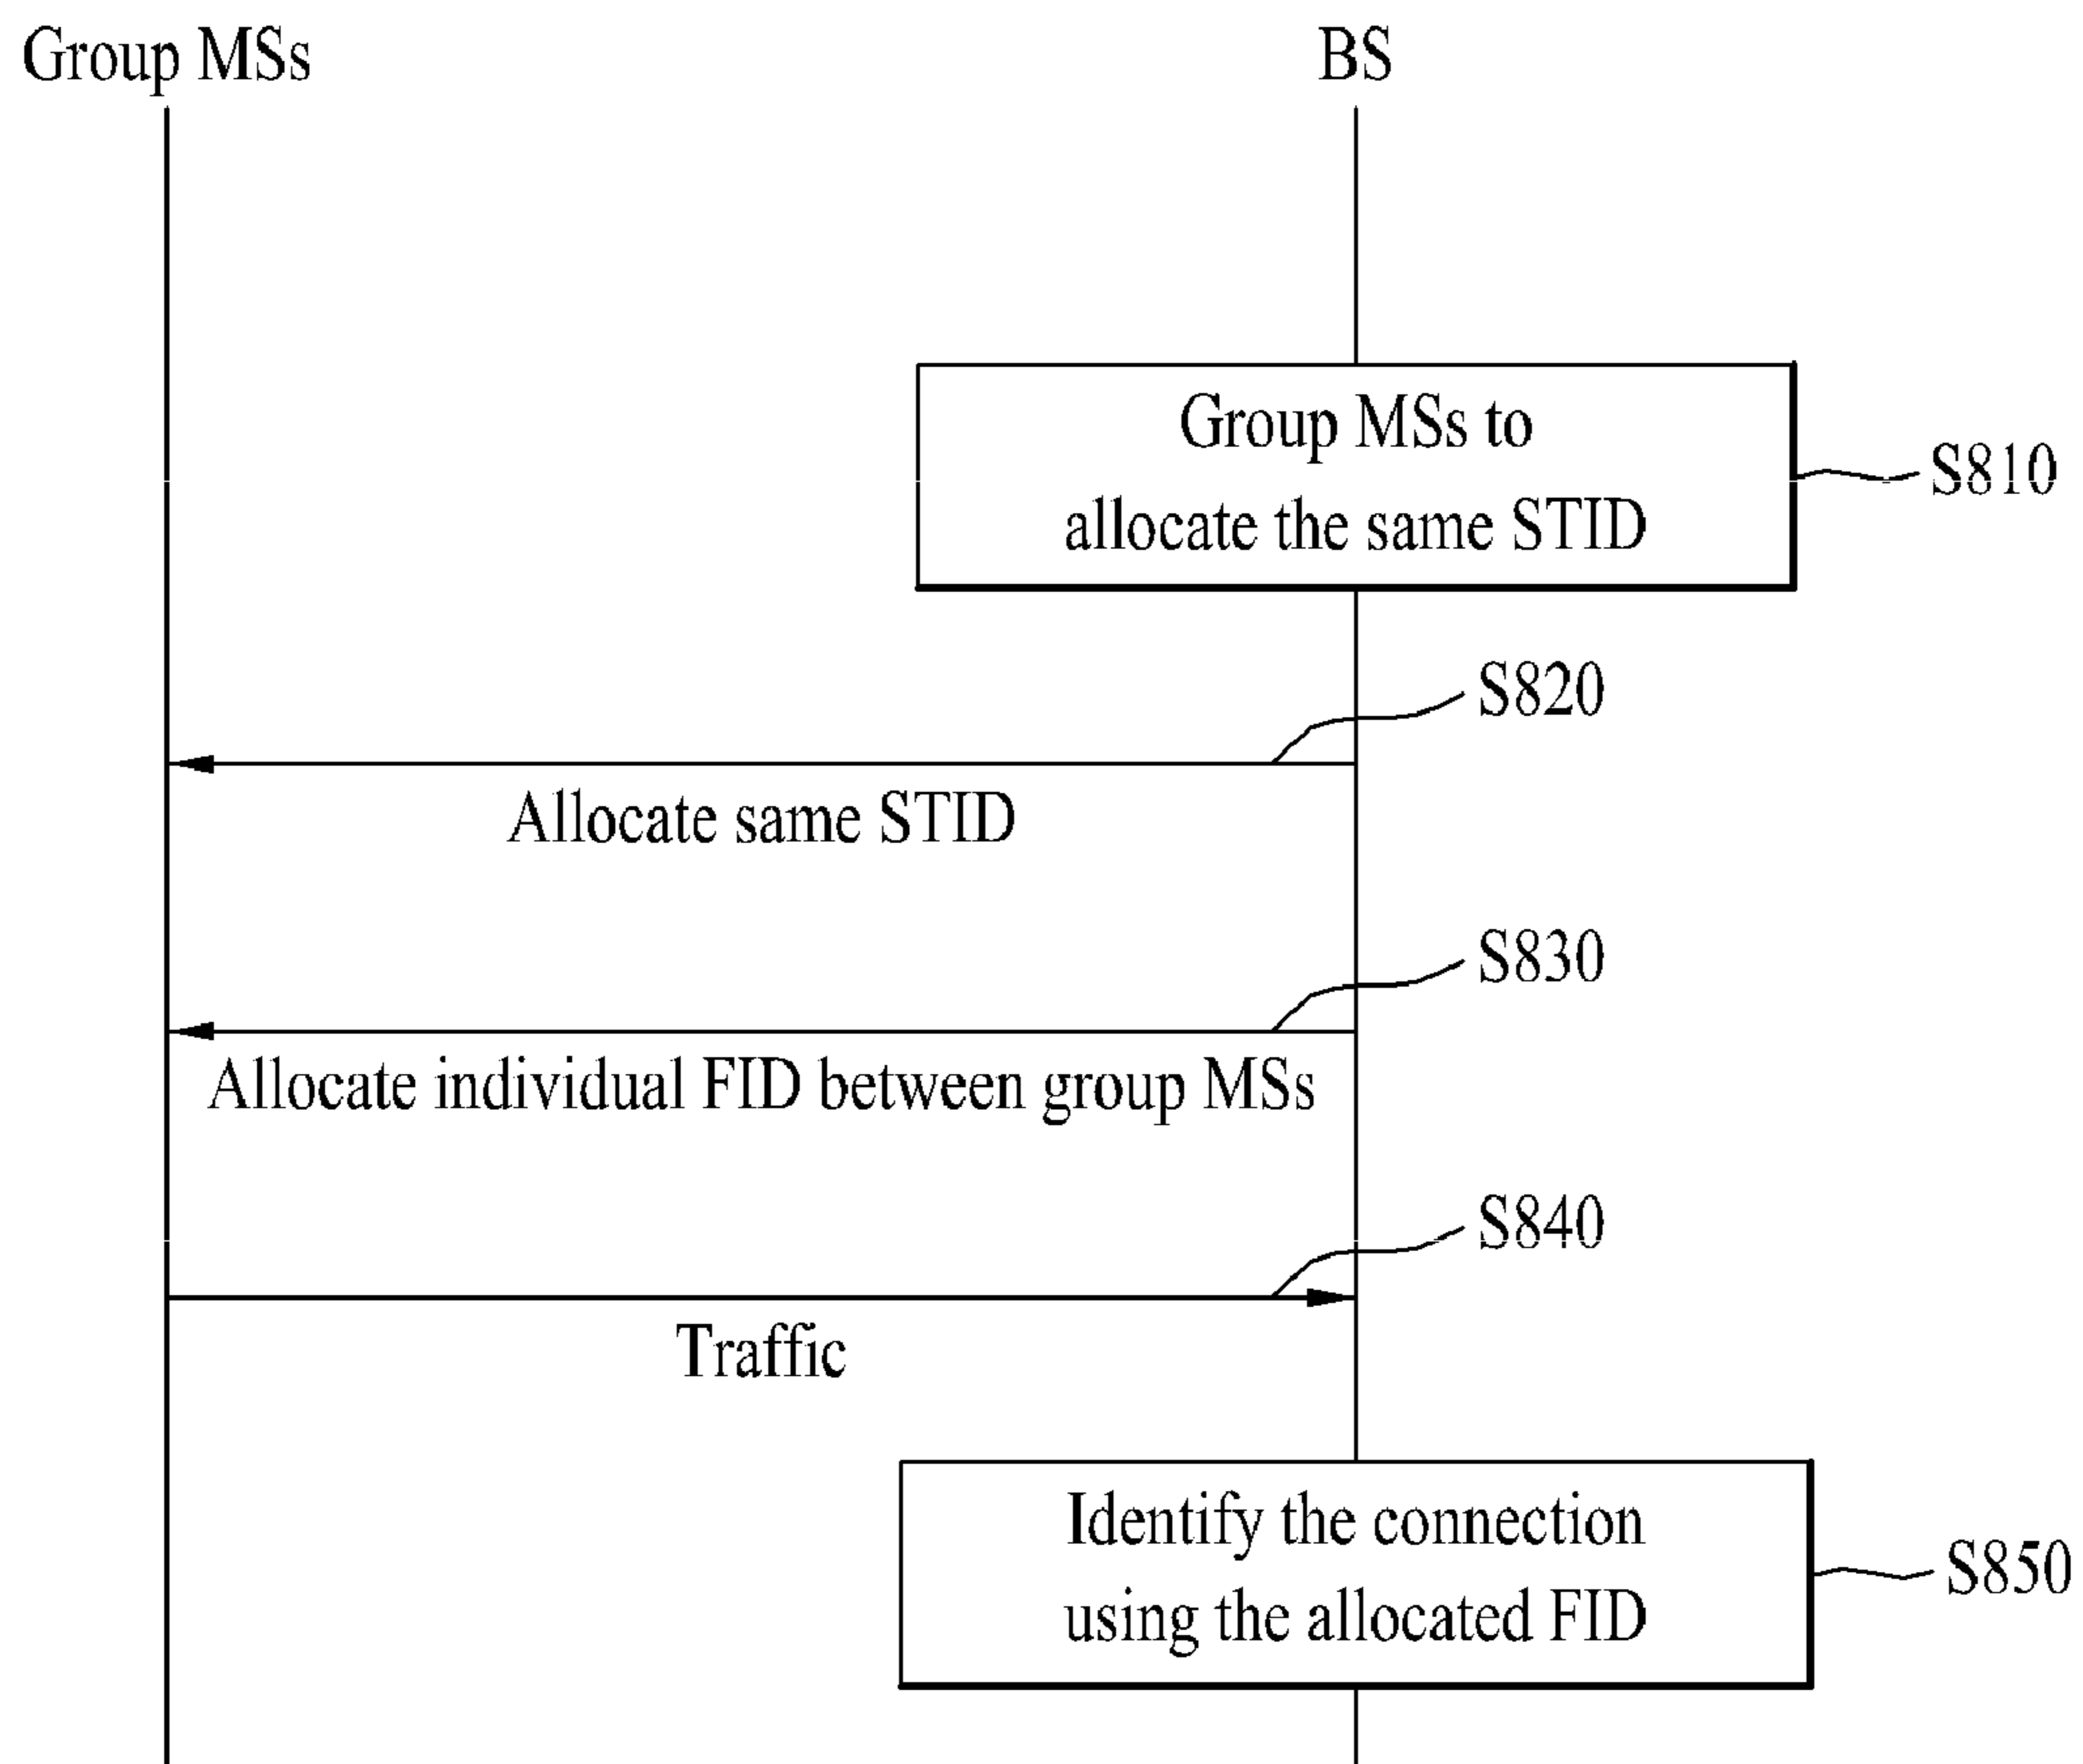 Group MSs
BS
Group MSs to
allocate the same STID
S810
S820
Allocate same STID
S830
Allocate individual FID between group MSs
S840
Traffic
Identify the connection
using the allocated FID
S850